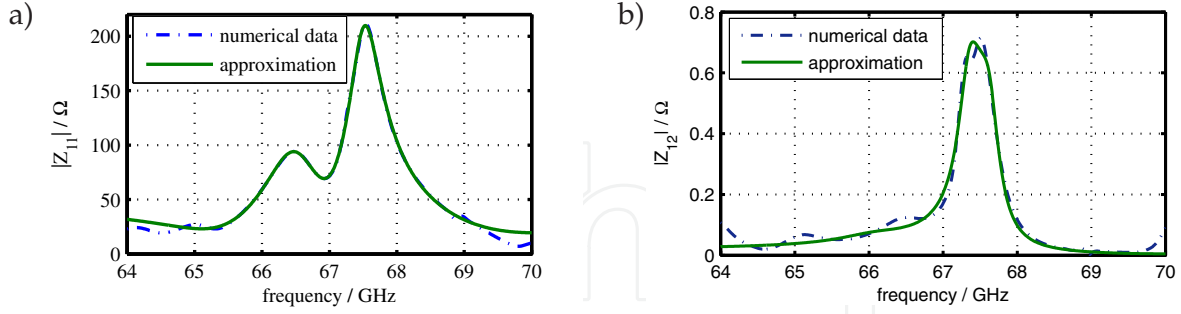 a)
numerical data
approximation
200
150
100
50
0
64 65 66 67 68 69 70
|Z11| / Ω
frequency / GHz
b)
numerical data
approximation
0.8
0.6
0.4
0.2
0
64 65 66 67 68 69 70
|Z12| / Ω
frequency / GHz